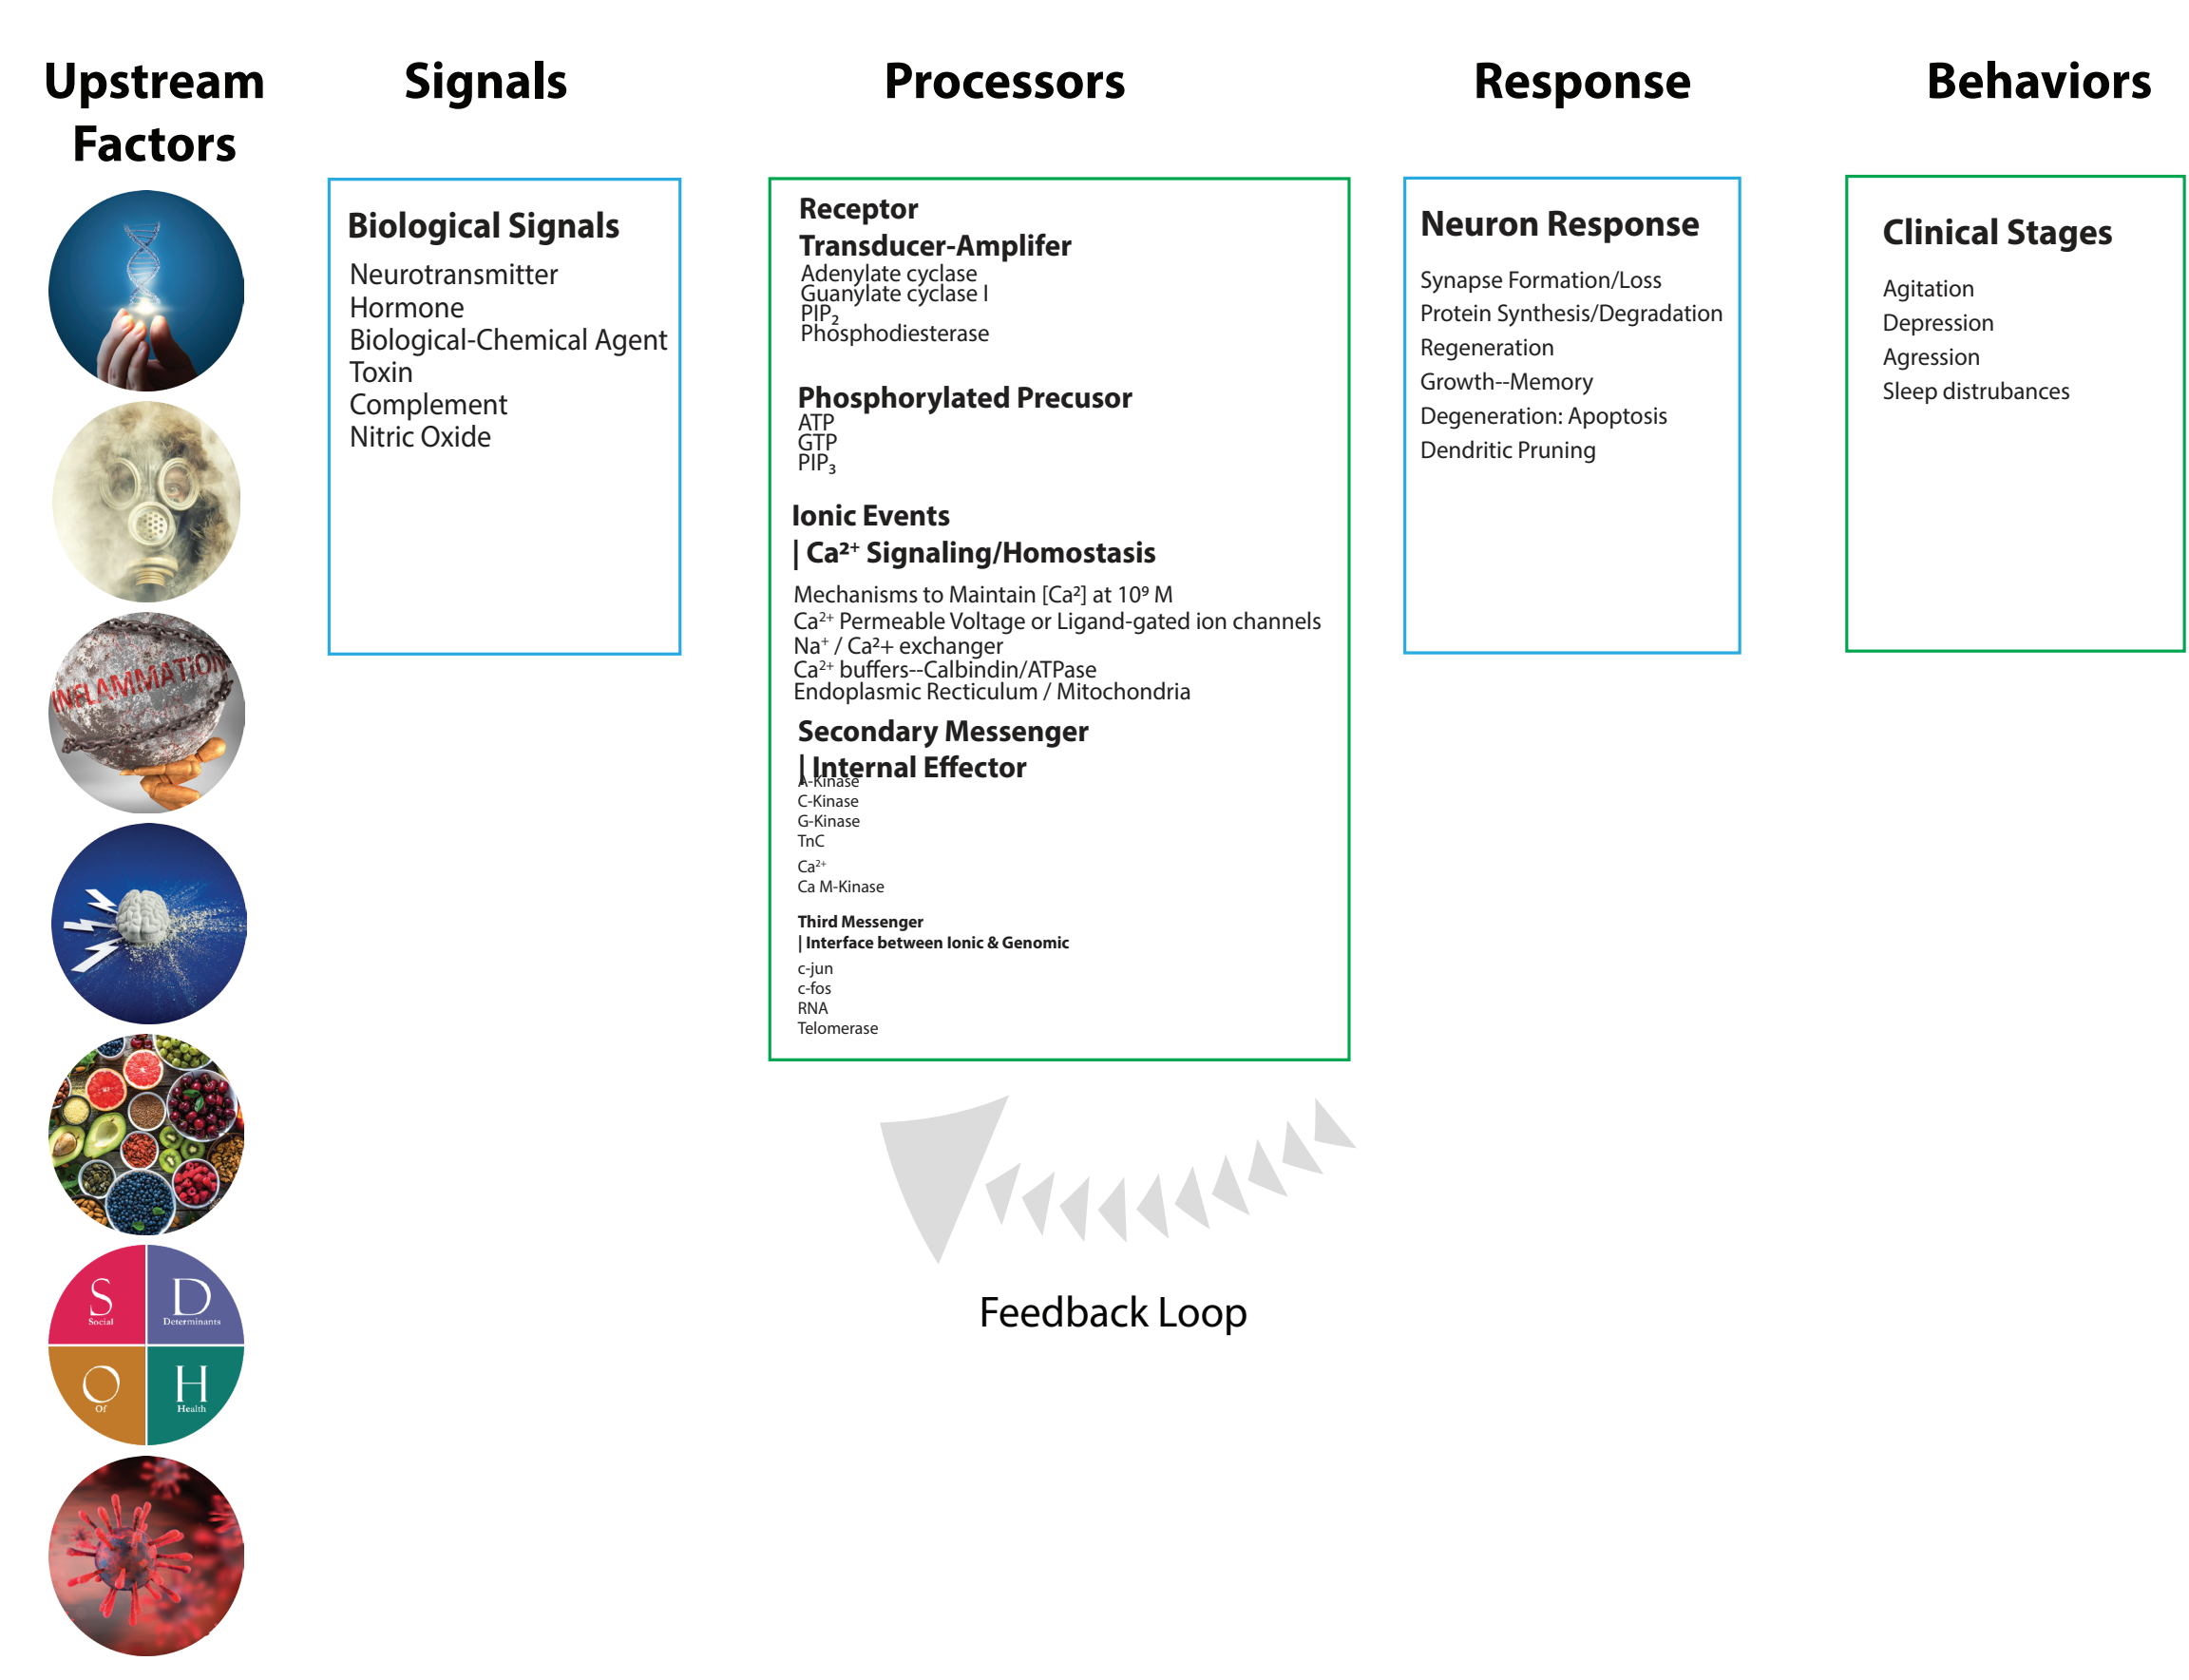 Upstream
Factors
Signals
Processors
Response
Behaviors
Biological Signals
Neurotransmitter
Hormone
Biological-Chemical Agent
Toxin
Complement
Nitric Oxide
Receptor
Transducer-Amplifer
Adenylate cyclase
Guanylate cyclase I
PIP₂
Phosphodiesterase
Phosphorylated Precusor
ATP
GTP
PIP₃
Ionic Events
| Ca²⁺ Signaling/Homostasis
Mechanisms to Maintain [Ca²] at 10⁹ M
Ca²⁺ Permeable Voltage or Ligand-gated ion channels
Na⁺ / Ca²+ exchanger
Ca²⁺ buffers--Calbindin/ATPase
Endoplasmic Recticulum / Mitochondria
Secondary Messenger
| Internal Effector
A-Kinase
C-Kinase
G-Kinase
TnC
Ca²⁺
Ca M-Kinase
Third Messenger
| Interface between Ionic & Genomic
c-jun
c-fos
RNA
Telomerase
Neuron Response
Synapse Formation/Loss
Protein Synthesis/Degradation
Regeneration
Growth--Memory
Degeneration: Apoptosis
Dendritic Pruning
Clinical Stages
Agitation
Depression
Agression
Sleep distrubances
INFLAMMATION
S
Social
D
Determinants
O
Of
H
Health
Feedback Loop